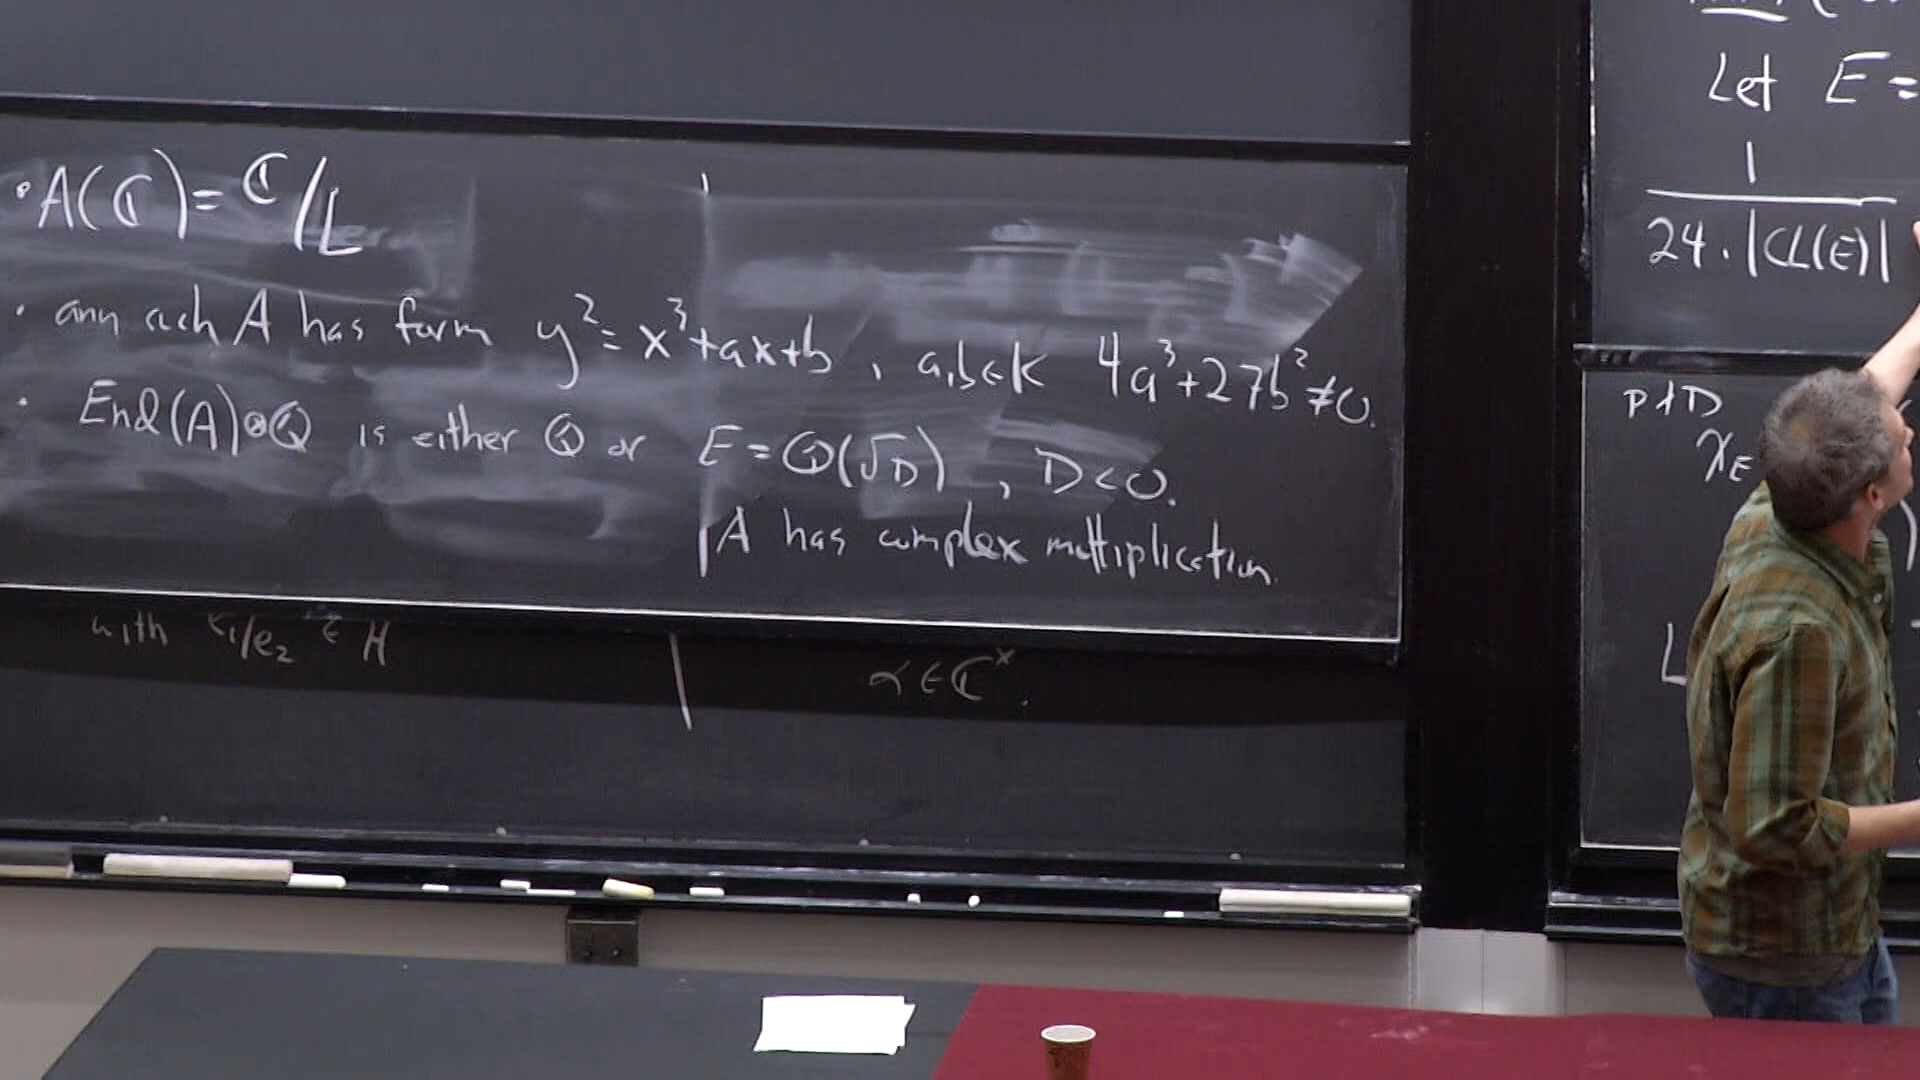 • A(ℂ) = ℂ/L
• any such A has form y² = x³+ax+b , a,b∈K 4a³+27b² ≠0.
• End(A)⊗ℚ is either ℚ or E = ℚ(√D) , D<0.
A has complex multiplication.
with e₁/e₂ ∈ H
α∈ℂˣ.
Let E =
1
24·|CL(E)|
p∤D
χ_E
L